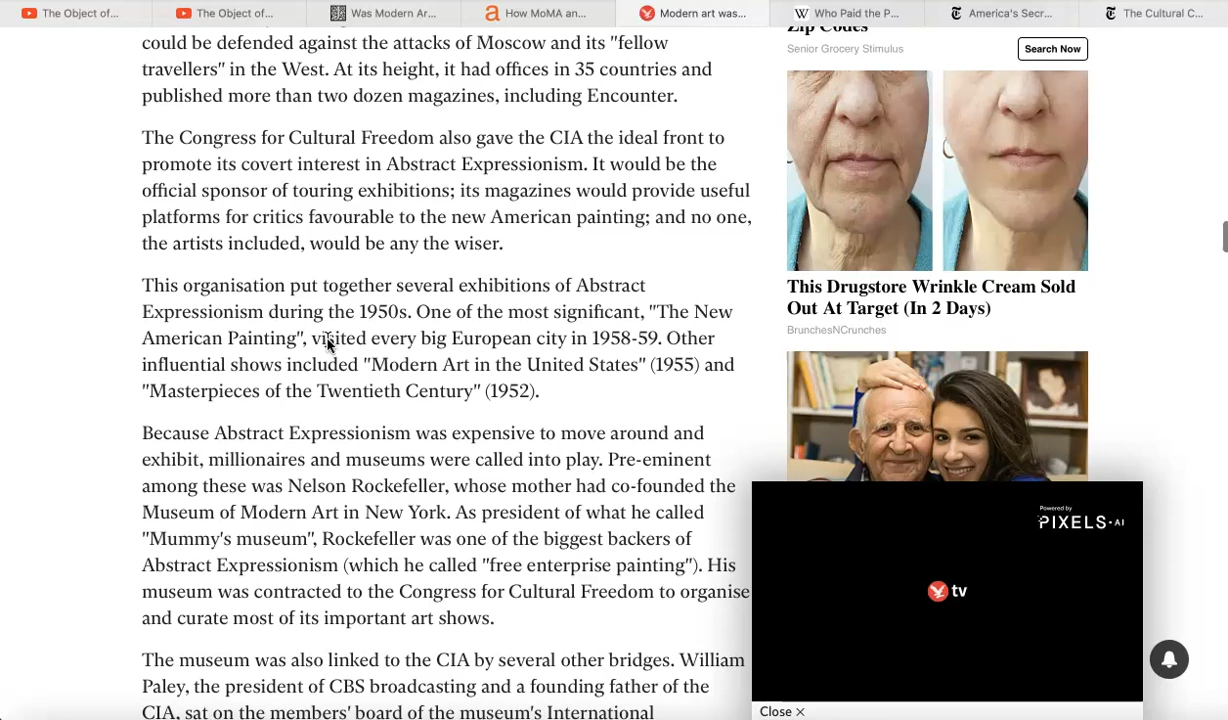 The Object of...
The Object of...
Was Modern Ar...
How MoMA an...
Modern art was...
Who Paid the P...
America's Secr...
The Cultural C...
could be defended against the attacks of Moscow and its "fellow
travellers" in the West. At its height, it had offices in 35 countries and
published more than two dozen magazines, including Encounter.
The Congress for Cultural Freedom also gave the CIA the ideal front to
promote its covert interest in Abstract Expressionism. It would be the
official sponsor of touring exhibitions; its magazines would provide useful
platforms for critics favourable to the new American painting; and no one,
the artists included, would be any the wiser.
This organisation put together several exhibitions of Abstract
Expressionism during the 1950s. One of the most significant, "The New
American Painting", visited every big European city in 1958-59. Other
influential shows included "Modern Art in the United States" (1955) and
"Masterpieces of the Twentieth Century" (1952).
Because Abstract Expressionism was expensive to move around and
exhibit, millionaires and museums were called into play. Pre-eminent
among these was Nelson Rockefeller, whose mother had co-founded the
Museum of Modern Art in New York. As president of what he called
"Mummy's museum", Rockefeller was one of the biggest backers of
Abstract Expressionism (which he called "free enterprise painting"). His
museum was contracted to the Congress for Cultural Freedom to organise
and curate most of its important art shows.
The museum was also linked to the CIA by several other bridges. William
Paley, the president of CBS broadcasting and a founding father of the
CIA, sat on the members' board of the museum's International
Zip Codes
Senior Grocery Stimulus
Search Now
This Drugstore Wrinkle Cream Sold
Out At Target (In 2 Days)
BrunchesNCrunches
Powered by
PIXELS·AI
tv
Close ×